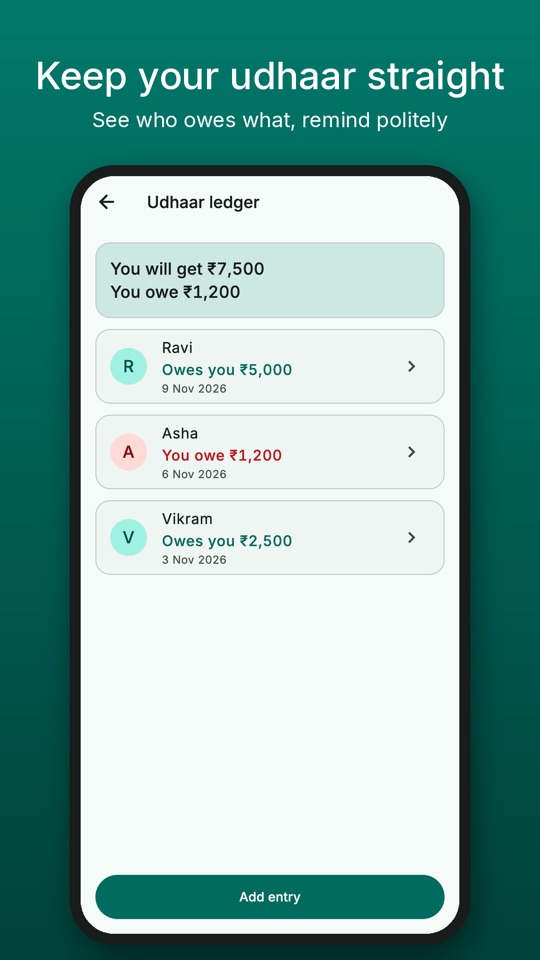 Keep your udhaar straight
See who owes what, remind politely
Udhaar ledger
You will get ₹7,500
You owe ₹1,200
R
Ravi
Owes you ₹5,000
9 Nov 2026
A
Asha
You owe ₹1,200
6 Nov 2026
V
Vikram
Owes you ₹2,500
3 Nov 2026
Add entry